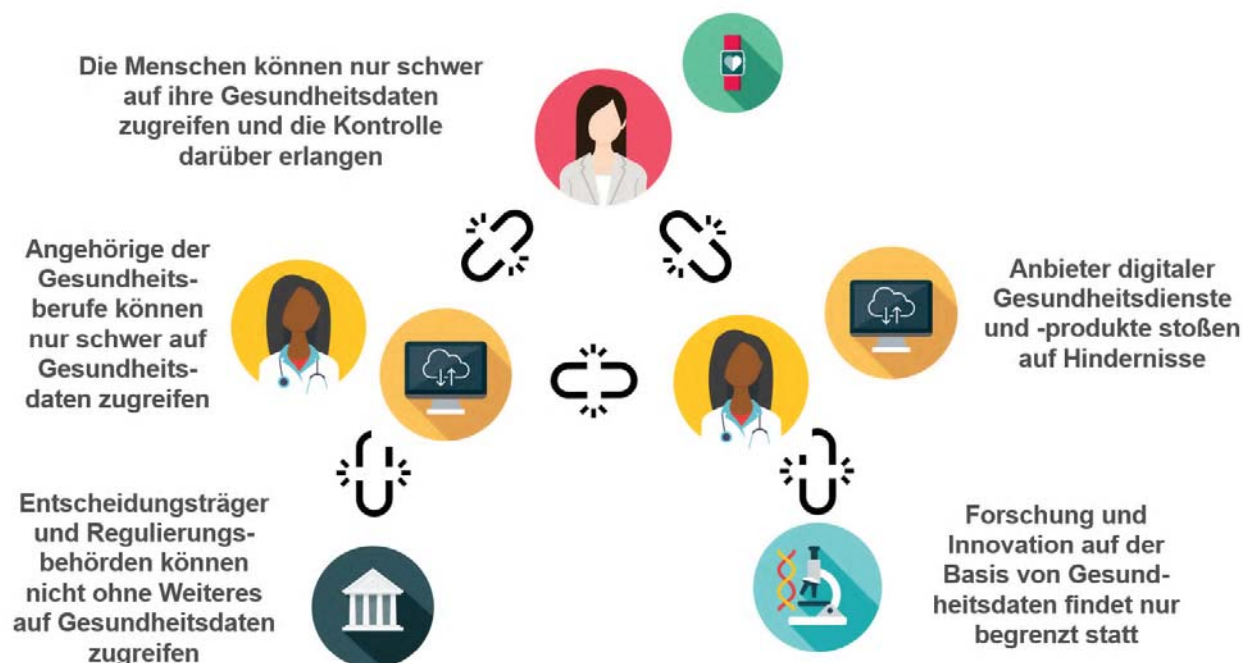 Die Menschen können nur schwer
auf ihre Gesundheitsdaten
zugreifen und die Kontrolle
darüber erlangen
Angehörige der
Gesundheits-
berufe können
nur schwer auf
Gesundheits-
daten zugreifen
Anbieter digitaler
Gesundheitsdienste
und -produkte stoßen
auf Hindernisse
Entscheidungsträger
und Regulierungs-
behörden können
nicht ohne Weiteres
auf Gesundheitsdaten
zugreifen
Forschung und
Innovation auf der
Basis von Gesund-
heitsdaten findet nur
begrenzt statt